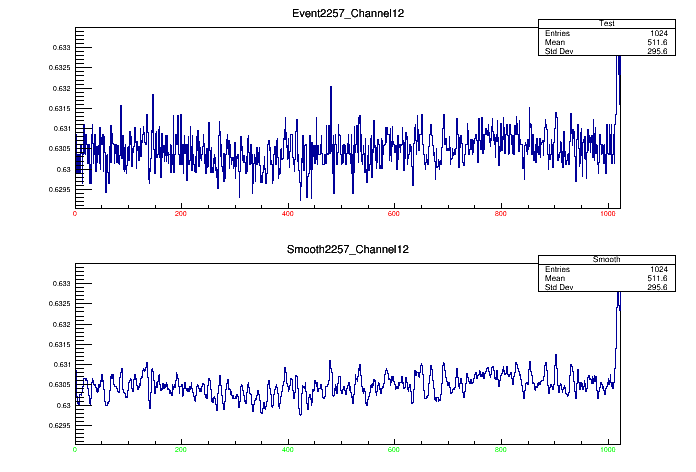 Event2257_Channel12
Test
Entries 1024
Mean 511.6
Std Dev 295.6
0.633
0.6325
0.632
0.6315
0.631
0.6305
0.63
0.6295
0 200 400 600 800 1000
Smooth2257_Channel12
Smooth
Entries 1024
Mean 511.6
Std Dev 295.6
0.633
0.6325
0.632
0.6315
0.631
0.6305
0.63
0.6295
0 200 400 600 800 1000